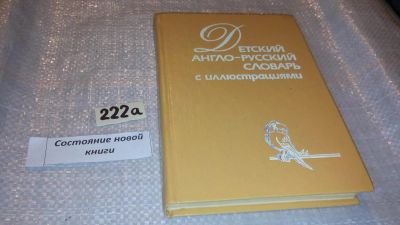 Детский
англо-русский
словарь
с иллюстрациями
222а
Состояние новой
книги